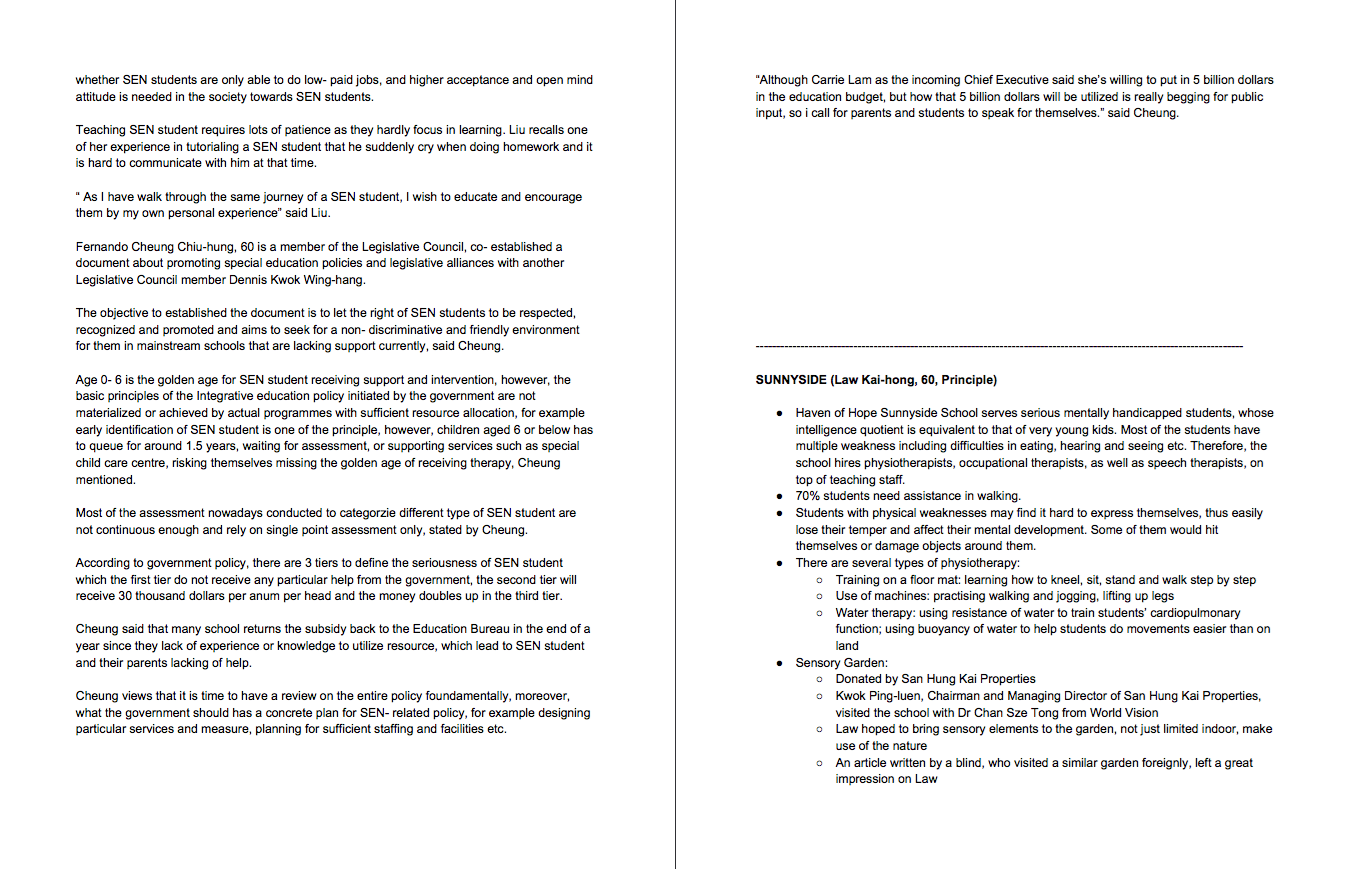 whether SEN students are only able to do low- paid jobs, and higher acceptance and open mind
attitude is needed in the society towards SEN students.
Teaching SEN student requires lots of patience as they hardly focus in learning. Liu recalls one
of her experience in tutorialing a SEN student that he suddenly cry when doing homework and it
is hard to communicate with him at that time.
“ As I have walk through the same journey of a SEN student, I wish to educate and encourage
them by my own personal experience” said Liu.
Fernando Cheung Chiu-hung, 60 is a member of the Legislative Council, co- established a
document about promoting special education policies and legislative alliances with another
Legislative Council member Dennis Kwok Wing-hang.
The objective to established the document is to let the right of SEN students to be respected,
recognized and promoted and aims to seek for a non- discriminative and friendly environment
for them in mainstream schools that are lacking support currently, said Cheung.
Age 0- 6 is the golden age for SEN student receiving support and intervention, however, the
basic principles of the Integrative education policy initiated by the government are not
materialized or achieved by actual programmes with sufficient resource allocation, for example
early identification of SEN student is one of the principle, however, children aged 6 or below has
to queue for around 1.5 years, waiting for assessment, or supporting services such as special
child care centre, risking themselves missing the golden age of receiving therapy, Cheung
mentioned.
Most of the assessment nowadays conducted to categorzie different type of SEN student are
not continuous enough and rely on single point assessment only, stated by Cheung.
According to government policy, there are 3 tiers to define the seriousness of SEN student
which the first tier do not receive any particular help from the government, the second tier will
receive 30 thousand dollars per anum per head and the money doubles up in the third tier.
Cheung said that many school returns the subsidy back to the Education Bureau in the end of a
year since they lack of experience or knowledge to utilize resource, which lead to SEN student
and their parents lacking of help.
Cheung views that it is time to have a review on the entire policy foundamentally, moreover,
what the government should has a concrete plan for SEN- related policy, for example designing
particular services and measure, planning for sufficient staffing and facilities etc.
“Although Carrie Lam as the incoming Chief Executive said she's willing to put in 5 billion dollars
in the education budget, but how that 5 billion dollars will be utilized is really begging for public
input, so i call for parents and students to speak for themselves.” said Cheung.
SUNNYSIDE (Law Kai-hong, 60, Principle)
● Haven of Hope Sunnyside School serves serious mentally handicapped students, whose
intelligence quotient is equivalent to that of very young kids. Most of the students have
multiple weakness including difficulties in eating, hearing and seeing etc. Therefore, the
school hires physiotherapists, occupational therapists, as well as speech therapists, on
top of teaching staff.
● 70% students need assistance in walking.
● Students with physical weaknesses may find it hard to express themselves, thus easily
lose their temper and affect their mental development. Some of them would hit
themselves or damage objects around them.
● There are several types of physiotherapy:
○ Training on a floor mat: learning how to kneel, sit, stand and walk step by step
○ Use of machines: practising walking and jogging, lifting up legs
○ Water therapy: using resistance of water to train students' cardiopulmonary
function; using buoyancy of water to help students do movements easier than on
land
● Sensory Garden:
○ Donated by San Hung Kai Properties
○ Kwok Ping-luen, Chairman and Managing Director of San Hung Kai Properties,
visited the school with Dr Chan Sze Tong from World Vision
○ Law hoped to bring sensory elements to the garden, not just limited indoor, make
use of the nature
○ An article written by a blind, who visited a similar garden foreignly, left a great
impression on Law